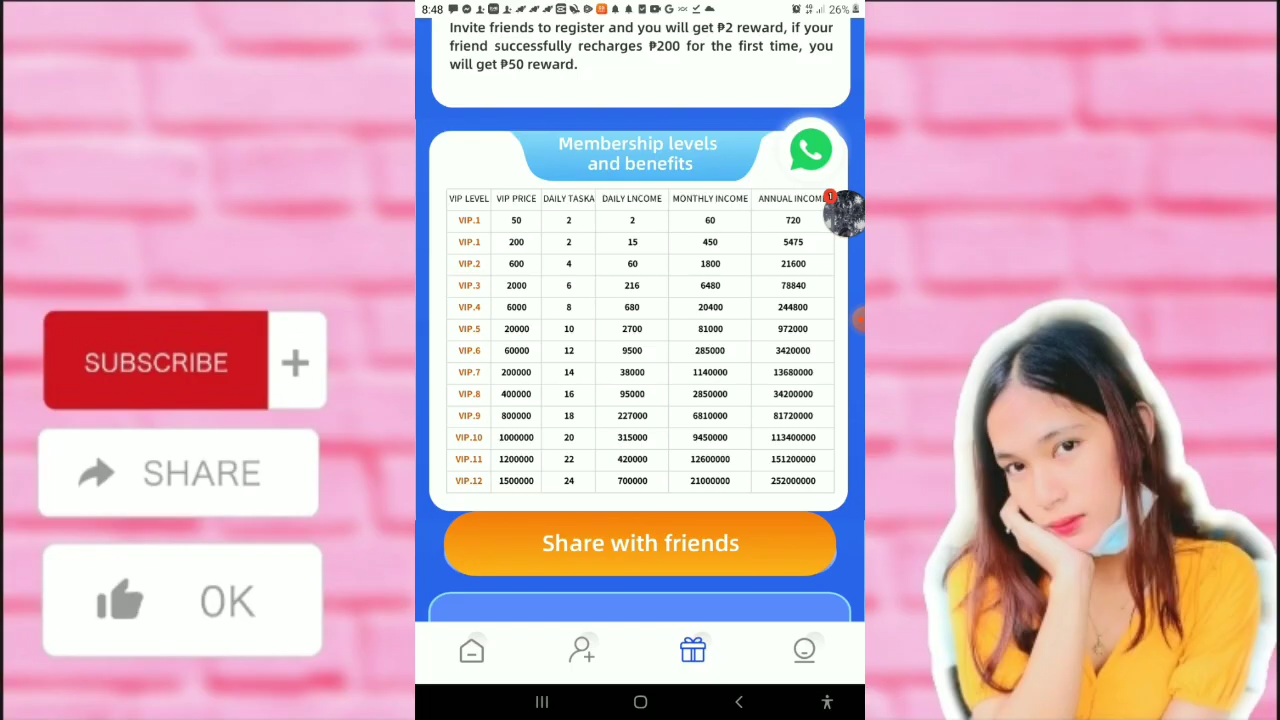 8:48
26%
Invite friends to register and you will get ₱2 reward, if your
friend successfully recharges ₱200 for the first time, you
will get ₱50 reward.
Membership levels
and benefits
1
VIP LEVEL VIP PRICE DAILY TASKA DAILY LNCOME MONTHLY INCOME ANNUAL INCOME
VIP.1 50 2 2 60 720
VIP.1 200 2 15 450 5475
VIP.2 600 4 60 1800 21600
VIP.3 2000 6 216 6480 78840
VIP.4 6000 8 680 20400 244800
VIP.5 20000 10 2700 81000 972000
VIP.6 60000 12 9500 285000 3420000
VIP.7 200000 14 38000 1140000 13680000
VIP.8 400000 16 95000 2850000 34200000
VIP.9 800000 18 227000 6810000 81720000
VIP.10 1000000 20 315000 9450000 113400000
VIP.11 1200000 22 420000 12600000 151200000
VIP.12 1500000 24 700000 21000000 252000000
Share with friends
SUBSCRIBE +
SHARE
OK